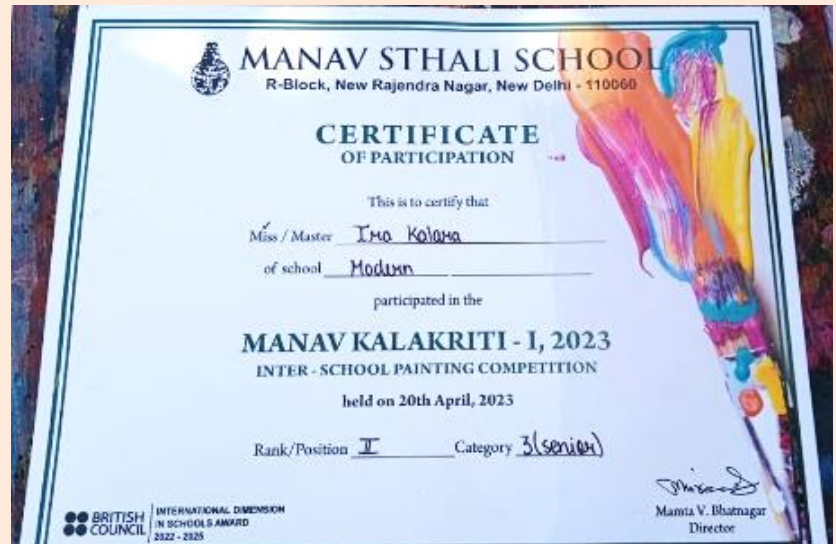 MANAV STHALI SCHOOL
R-Block, New Rajendra Nagar, New Delhi - 110060
CERTIFICATE
OF PARTICIPATION
This is to certify that
Miss / Master Ira Kalara
of school Modern
participated in the
MANAV KALAKRITI - I, 2023
INTER - SCHOOL PAINTING COMPETITION
held on 20th April, 2023
Rank/Position II Category 3(senior)
Mamta V. Bhatnagar
Director
BRITISH COUNCIL
INTERNATIONAL DIMENSION
IN SCHOOLS AWARD
2022 - 2025